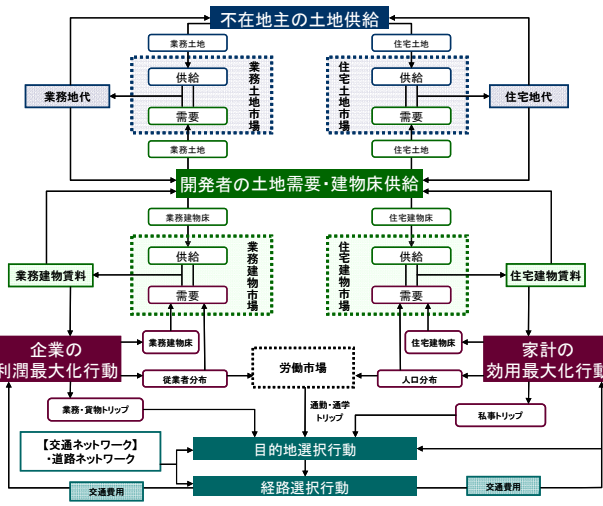 不在地主の土地供給
業務土地
住宅土地
供給
業務土地市場
住宅土地市場
供給
業務地代
住宅地代
需要
需要
業務土地
住宅土地
開発者の土地需要・建物床供給
業務建物床
住宅建物床
供給
業務建物市場
住宅建物市場
供給
業務建物賃料
住宅建物賃料
需要
需要
企業の
利潤最大化行動
業務建物床
労働市場
住宅建物床
家計の
効用最大化行動
従業者分布
人口分布
業務・貨物トリップ
通勤・通学
トリップ
私事トリップ
【交通ネットワーク】
・道路ネットワーク
目的地選択行動
経路選択行動
交通費用
交通費用